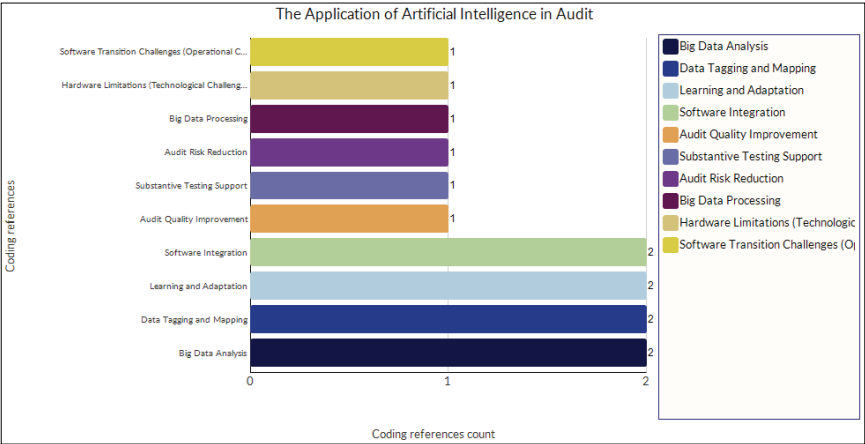 The Application of Artificial Intelligence in Audit
Coding references
Software Transition Challenges (Operational C...
1
Hardware Limitations (Technological Challeng...
1
Big Data Processing
1
Audit Risk Reduction
1
Substantive Testing Support
1
Audit Quality Improvement
1
Software Integration
2
Learning and Adaptation
2
Data Tagging and Mapping
2
Big Data Analysis
2
0
1
2
Coding references count
Big Data Analysis
Data Tagging and Mapping
Learning and Adaptation
Software Integration
Audit Quality Improvement
Substantive Testing Support
Audit Risk Reduction
Big Data Processing
Hardware Limitations (Technologic
Software Transition Challenges (Op